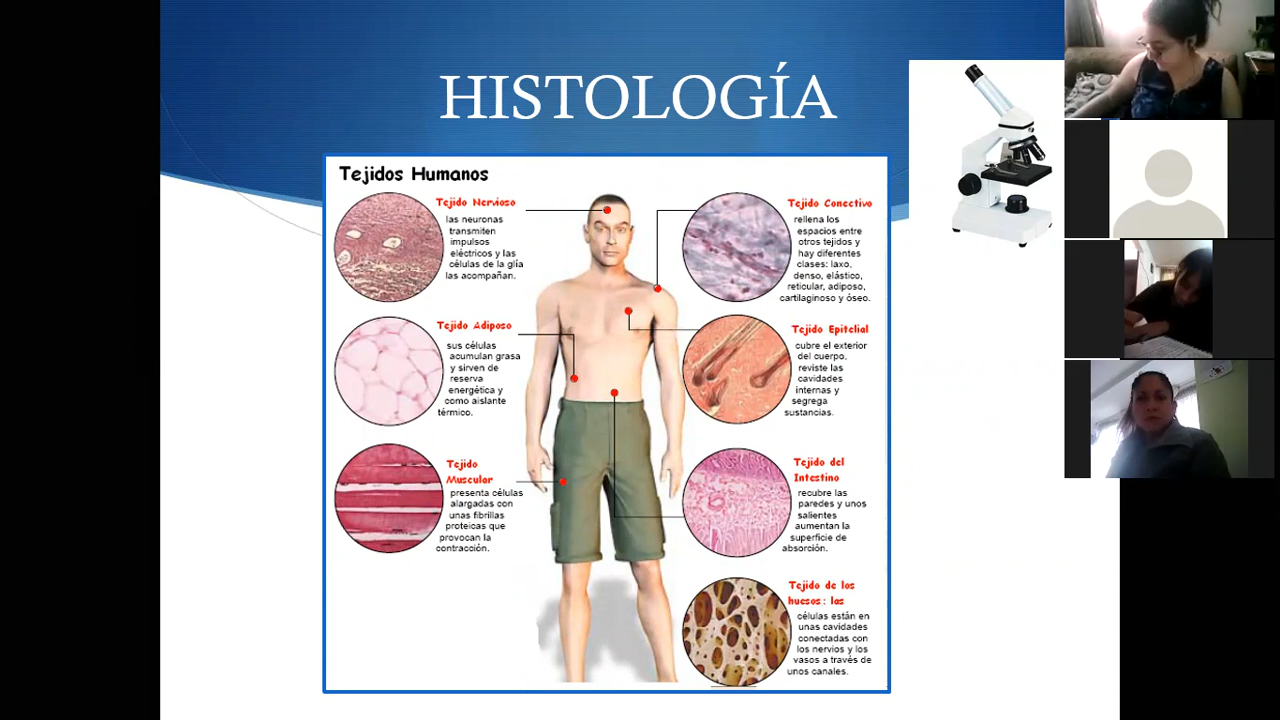 HISTOLOGÍA
Tejidos Humanos
Tejido Nervioso
las neuronas
transmiten
impulsos
eléctricos y las
células de la glía
las acompañan.
Tejido Adiposo
sus células
acumulan grasa
y sirven de
reserva
energética y
como aislante
térmico.
Tejido
Muscular
presenta células
alargadas con
unas fibrillas
proteicas que
provocan la
contracción.
Tejido Conectivo
rellena los
espacios entre
otros tejidos y
hay diferentes
clases: laxo,
denso, elástico,
reticular, adiposo,
cartilaginoso y óseo.
Tejido Epitelial
cubre el exterior
del cuerpo,
reviste las
cavidades
internas y
segrega
sustancias.
Tejido del
Intestino
recubre las
paredes y unos
salientes
aumentan la
superficie de
absorción.
Tejido de los
huesos: las
células están en
unas cavidades
conectadas con
los nervios y los
vasos a través de
unos canales.